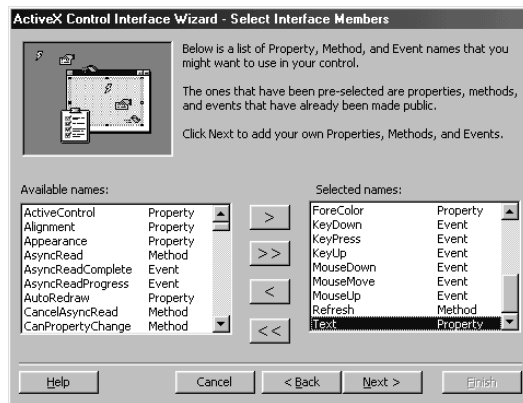 ActiveX Control Interface Wizard - Select Interface Members
Below is a list of Property, Method, and Event names that you
might want to use in your control.
The ones that have been pre-selected are properties, methods,
and events that have already been made public.
Click Next to add your own Properties, Methods, and Events.
Available names:
ActiveControl Property
Alignment Property
Appearance Property
AsyncRead Method
AsyncReadComplete Event
AsyncReadProgress Event
AutoRedraw Property
CancelAsyncRead Method
CanPropertyChange Method
>
>>
<
<<
Selected names:
ForeColor Property
KeyDown Event
KeyPress Event
KeyUp Event
MouseDown Event
MouseMove Event
MouseUp Event
Refresh Method
Text Property
Help Cancel < Back Next > Finish